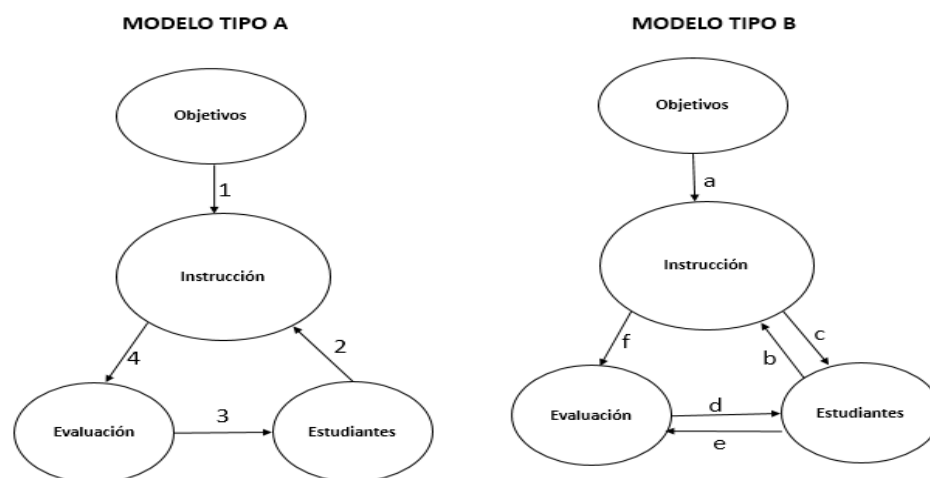 MODELO TIPO A
Objetivos
1
Instrucción
4
2
Evaluación
3
Estudiantes
MODELO TIPO B
Objetivos
a
Instrucción
f
b
c
Evaluación
d
e
Estudiantes